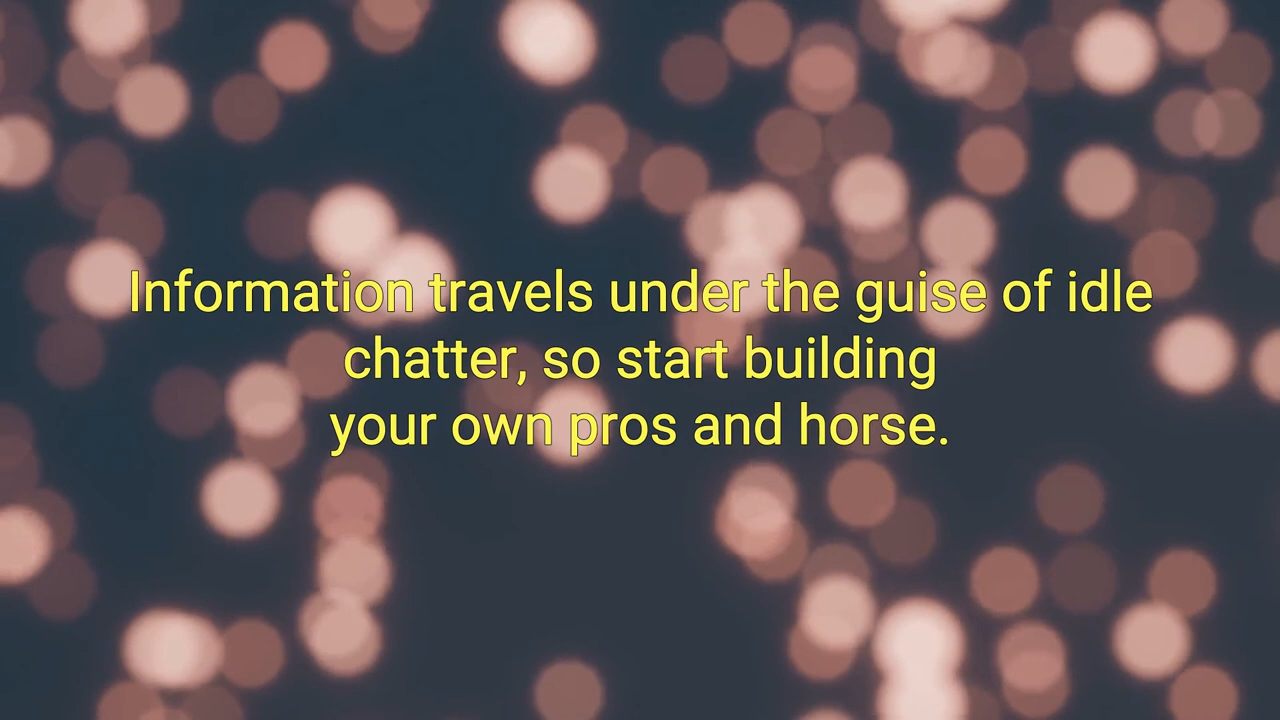 Information travels under the guise of idle
chatter, so start building
your own pros and horse.